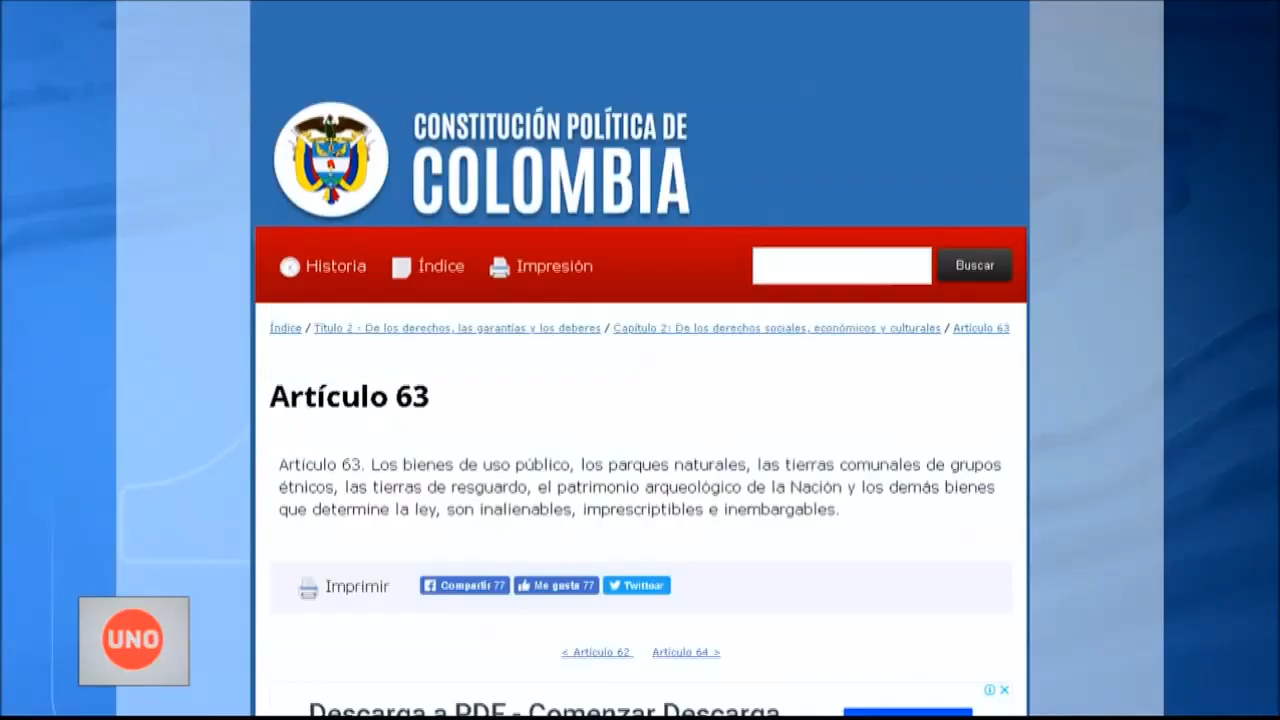 CONSTITUCIÓN POLÍTICA DE
COLOMBIA
Historia Índice Impresión Buscar
Índice / Título 2 - De los derechos, las garantías y los deberes / Capítulo 2: De los derechos sociales, económicos y culturales / Artículo 63
Artículo 63
Artículo 63. Los bienes de uso público, los parques naturales, las tierras comunales de grupos
étnicos, las tierras de resguardo, el patrimonio arqueológico de la Nación y los demás bienes
que determine la ley, son inalienables, imprescriptibles e inembargables.
Imprimir Compartir 77 Me gusta 77 Twittear
UNO
< Artículo 62 Artículo 64 >
Descarga a PDF - Comenzar Descarga